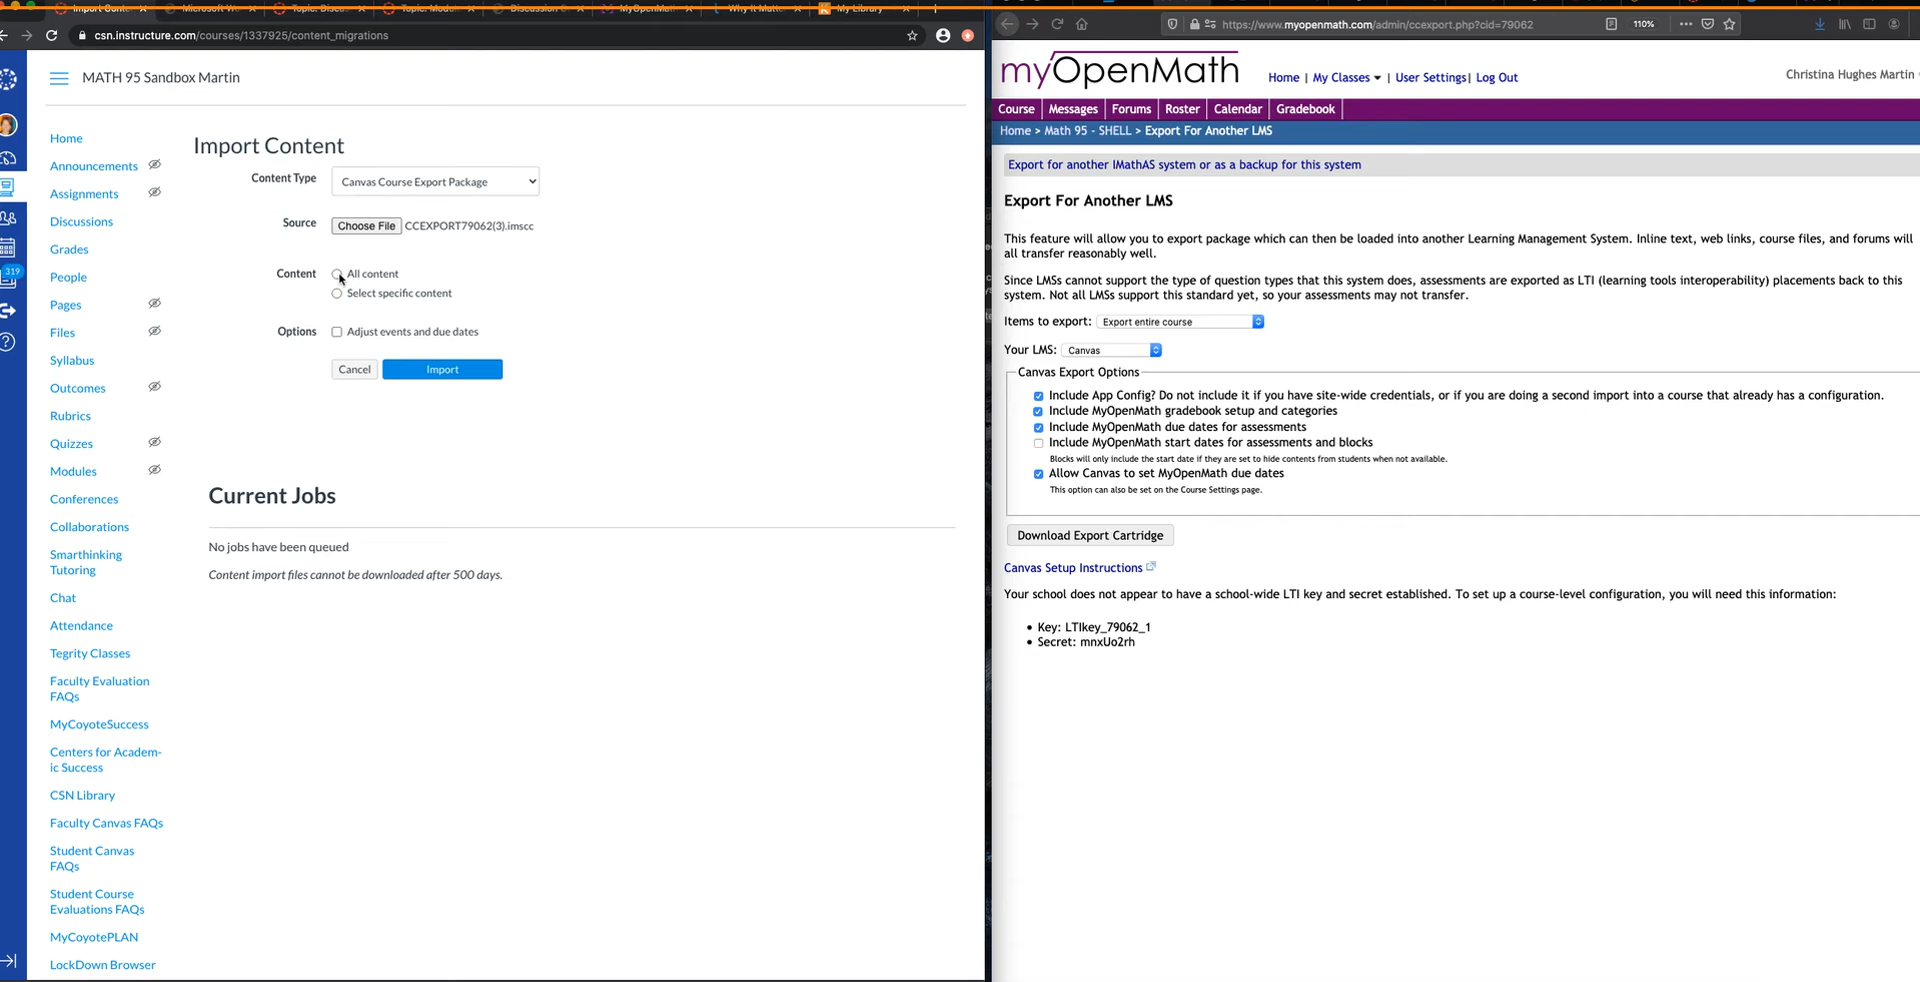 Import Conte
Microsoft We
Topic: Discu
Topic: Modu
Discussion G
MyOpenMat
Why It Matte
My Library
csn.instructure.com/courses/1337925/content_migrations
MATH 95 Sandbox Martin
319
Home
Announcements
Assignments
Discussions
Grades
People
Pages
Files
Syllabus
Outcomes
Rubrics
Quizzes
Modules
Conferences
Collaborations
Smarthinking
Tutoring
Chat
Attendance
Tegrity Classes
Faculty Evaluation
FAQs
MyCoyoteSuccess
Centers for Academ-
ic Success
CSN Library
Faculty Canvas FAQs
Student Canvas
FAQs
Student Course
Evaluations FAQs
MyCoyotePLAN
LockDown Browser
Import Content
Content Type Canvas Course Export Package
Source Choose File CCEXPORT79062(3).imscc
Content All content
Select specific content
Options Adjust events and due dates
Cancel Import
Current Jobs
No jobs have been queued
Content import files cannot be downloaded after 500 days.
https://www.myopenmath.com/admin/ccexport.php?cid=79062 110%
myOpenMath
Home | My Classes | User Settings | Log Out
Christina Hughes Martin
Course Messages Forums Roster Calendar Gradebook
Home > Math 95 - SHELL > Export For Another LMS
Export for another IMathAS system or as a backup for this system
Export For Another LMS
This feature will allow you to export package which can then be loaded into another Learning Management System. Inline text, web links, course files, and forums will
all transfer reasonably well.
Since LMSs cannot support the type of question types that this system does, assessments are exported as LTI (learning tools interoperability) placements back to this
system. Not all LMSs support this standard yet, so your assessments may not transfer.
Items to export: Export entire course
Your LMS: Canvas
Canvas Export Options
Include App Config? Do not include it if you have site-wide credentials, or if you are doing a second import into a course that already has a configuration.
Include MyOpenMath gradebook setup and categories
Include MyOpenMath due dates for assessments
Include MyOpenMath start dates for assessments and blocks
Blocks will only include the start date if they are set to hide contents from students when not available.
Allow Canvas to set MyOpenMath due dates
This option can also be set on the Course Settings page.
Download Export Cartridge
Canvas Setup Instructions
Your school does not appear to have a school-wide LTI key and secret established. To set up a course-level configuration, you will need this information:
• Key: LTIkey_79062_1
• Secret: mnxUo2rh